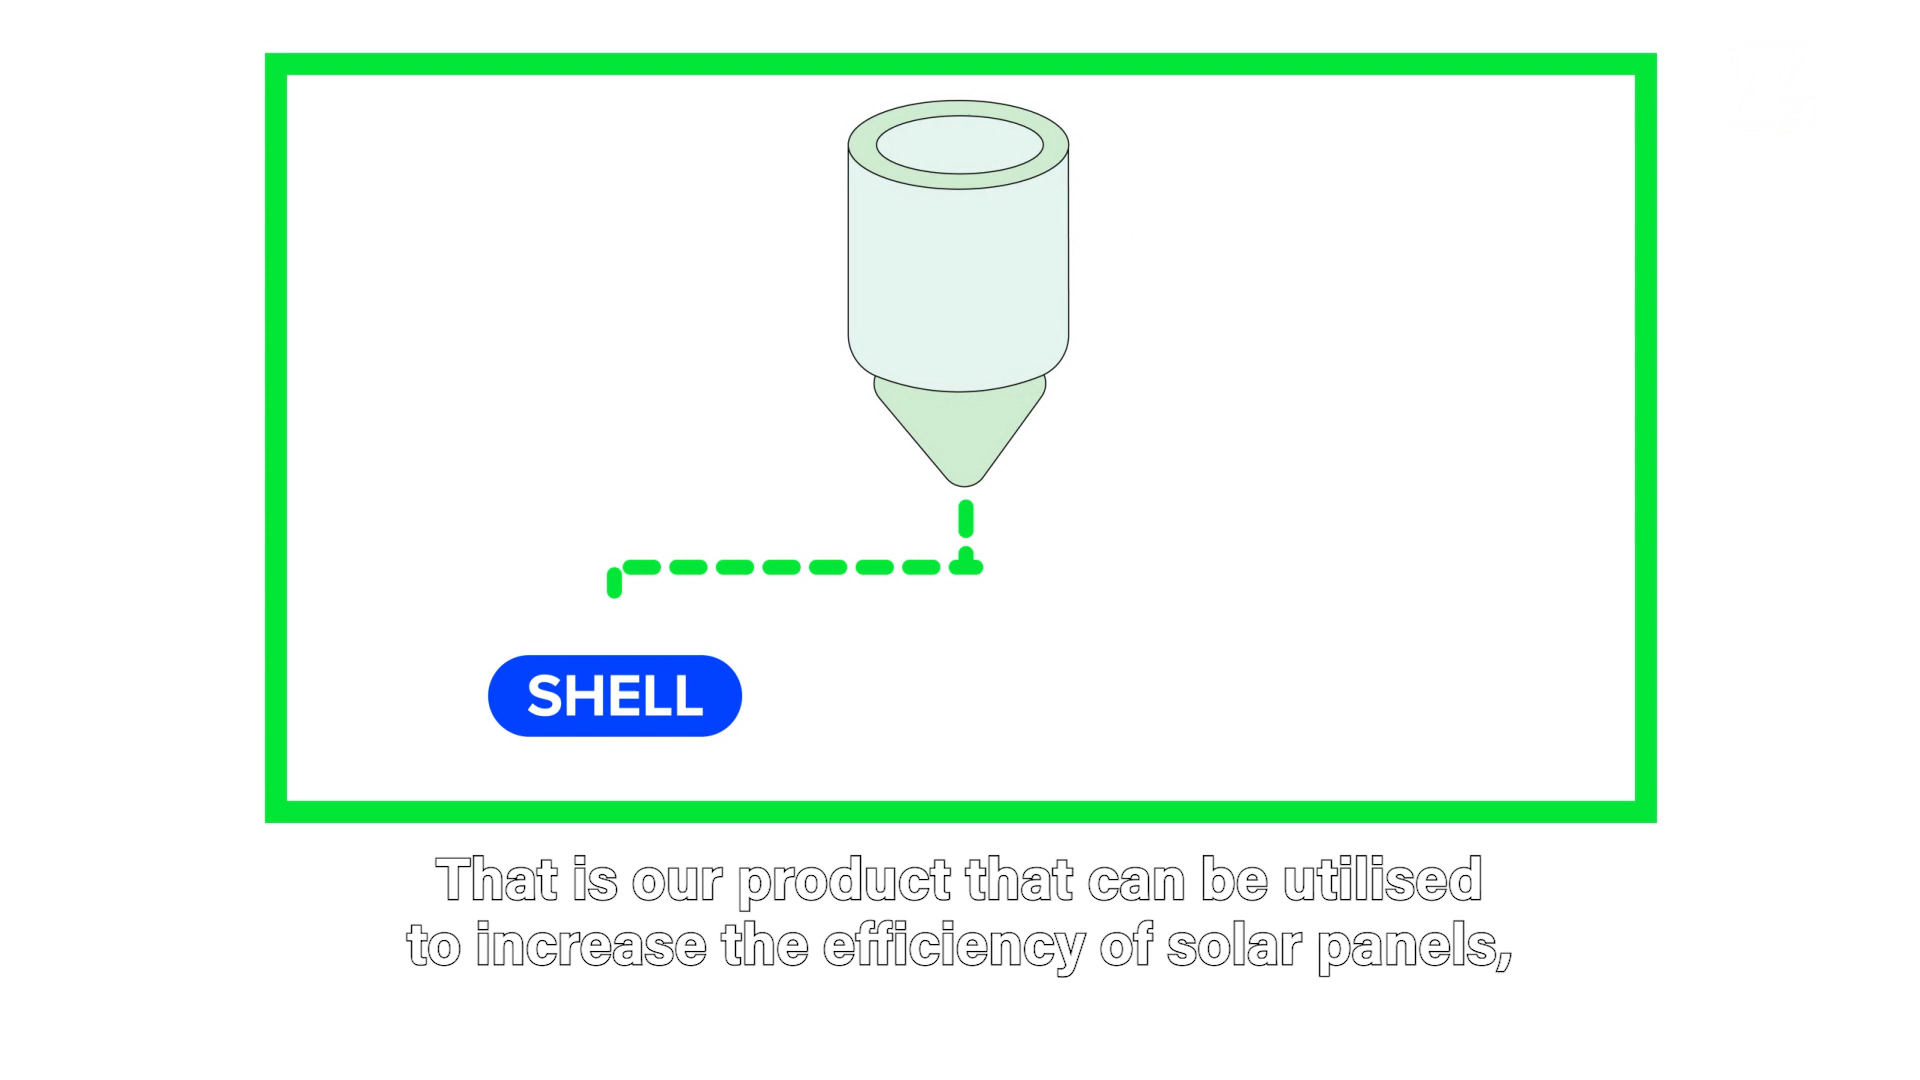 SHELL
That is our product that can be utilised
to increase the efficiency of solar panels,